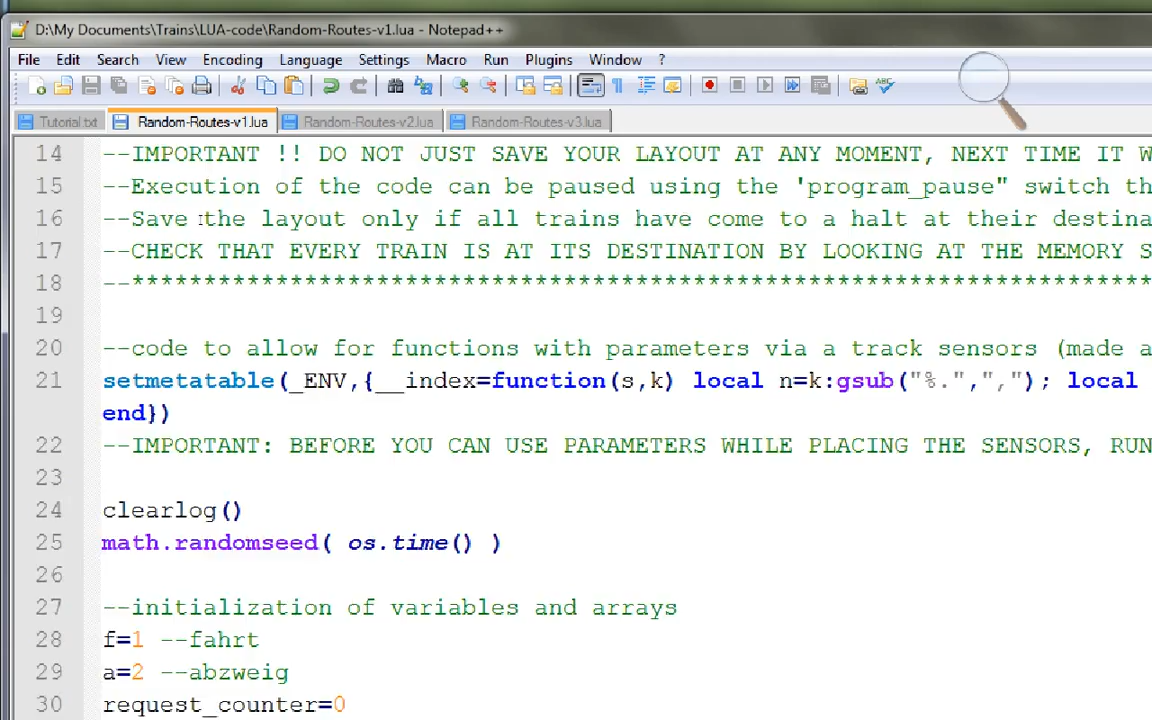 D:\My Documents\Trains\LUA-code\Random-Routes-v1.lua - Notepad++
File Edit Search View Encoding Language Settings Macro Run Plugins Window ?
Tutorial.txt Random-Routes-v1.lua Random-Routes-v2.lua Random-Routes-v3.lua
14 --IMPORTANT !! DO NOT JUST SAVE YOUR LAYOUT AT ANY MOMENT, NEXT TIME IT W
15 --Execution of the code can be paused using the 'program_pause" switch th
16 --Save the layout only if all trains have come to a halt at their destina
17 --CHECK THAT EVERY TRAIN IS AT ITS DESTINATION BY LOOKING AT THE MEMORY S
18 --*************************************************************************
19
20 --code to allow for functions with parameters via a track sensors (made a
21 setmetatable(_ENV,{__index=function(s,k) local n=k:gsub("%.",","); local
end})
22 --IMPORTANT: BEFORE YOU CAN USE PARAMETERS WHILE PLACING THE SENSORS, RUN
23
24 clearlog()
25 math.randomseed( os.time() )
26
27 --initialization of variables and arrays
28 f=1 --fahrt
29 a=2 --abzweig
30 request_counter=0